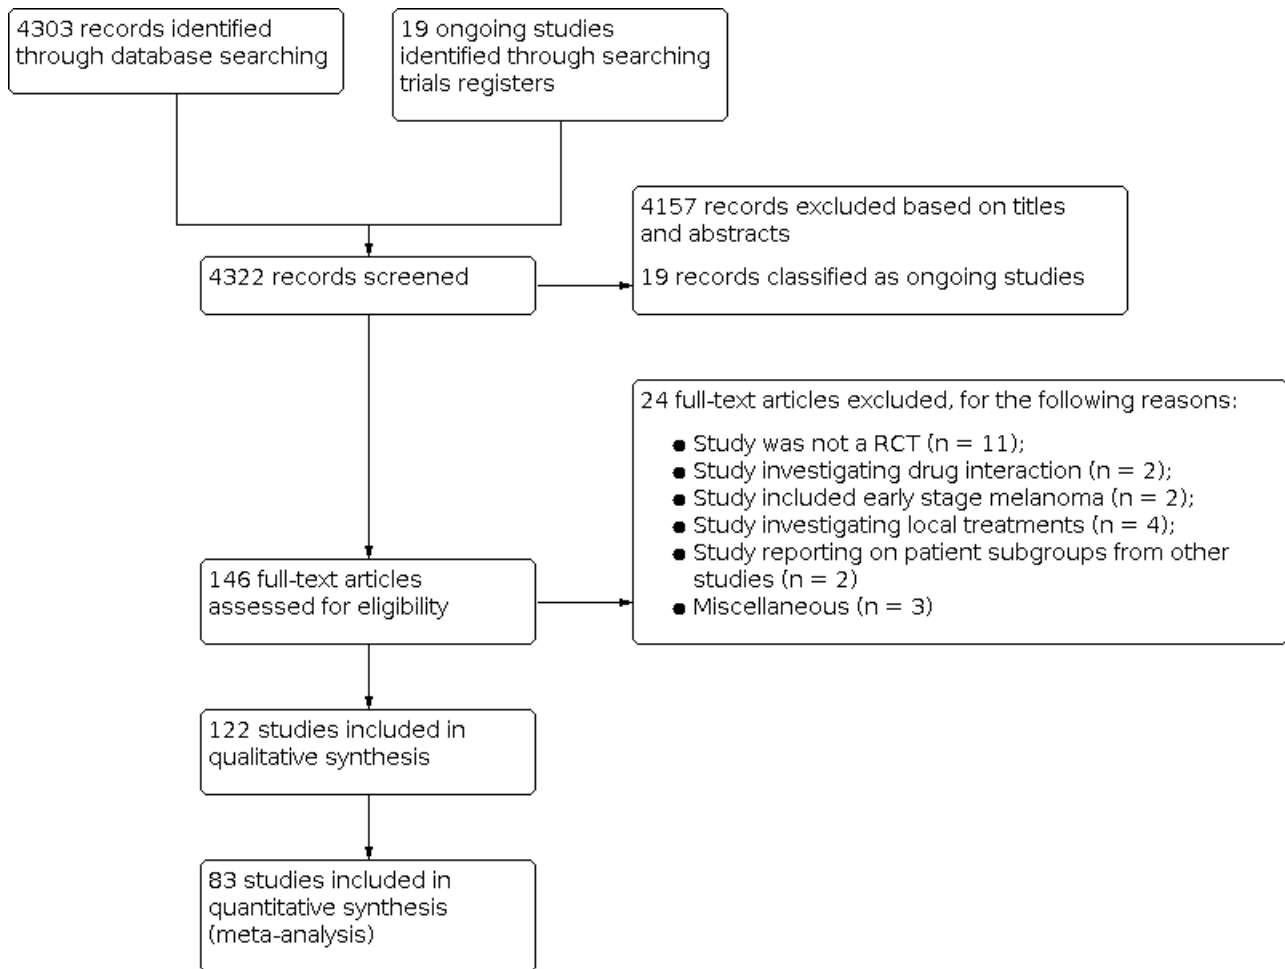 4303 records identified
through database searching
19 ongoing studies
identified through searching
trials registers
4157 records excluded based on titles
and abstracts
19 records classified as ongoing studies
4322 records screened
24 full-text articles excluded, for the following reasons:
● Study was not a RCT (n = 11);
● Study investigating drug interaction (n = 2);
● Study included early stage melanoma (n = 2);
● Study investigating local treatments (n = 4);
● Study reporting on patient subgroups from other
studies (n = 2)
● Miscellaneous (n = 3)
146 full-text articles
assessed for eligibility
122 studies included in
qualitative synthesis
83 studies included in
quantitative synthesis
(meta-analysis)